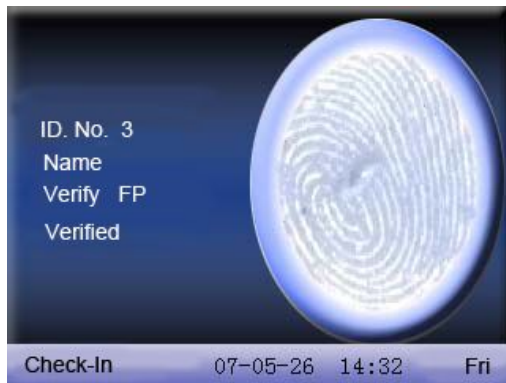 ID. No. 3
Name
Verify FP
Verified
Check-In 07-05-26 14:32 Fri